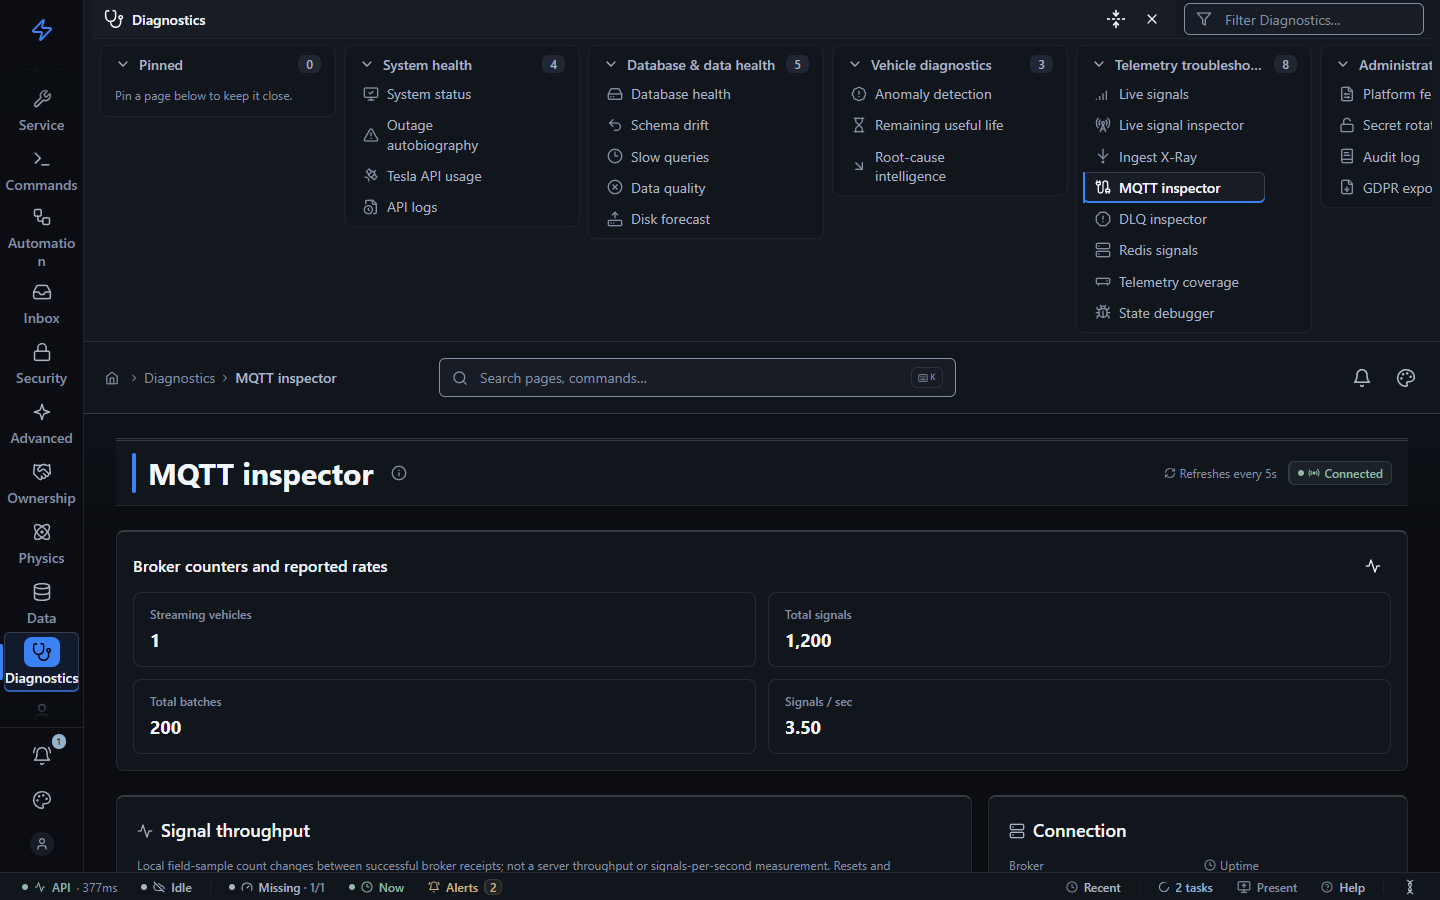 Diagnostics
Filter Diagnostics...
Service
Commands
Automatio
n
Inbox
Security
Advanced
Ownership
Physics
Data
Diagnostics
1
Pinned 0
Pin a page below to keep it close.
System health 4
System status
Outage
autobiography
Tesla API usage
API logs
Database & data health 5
Database health
Schema drift
Slow queries
Data quality
Disk forecast
Vehicle diagnostics 3
Anomaly detection
Remaining useful life
Root-cause
intelligence
Telemetry troublesho... 8
Live signals
Live signal inspector
Ingest X-Ray
MQTT inspector
DLQ inspector
Redis signals
Telemetry coverage
State debugger
Administrat
Platform fe
Secret rotat
Audit log
GDPR expo
Diagnostics > MQTT inspector
Search pages, commands... K
MQTT inspector
Refreshes every 5s
Connected
Broker counters and reported rates
Streaming vehicles
1
Total signals
1,200
Total batches
200
Signals / sec
3.50
Signal throughput
Local field-sample count changes between successful broker receipts; not a server throughput or signals-per-second measurement. Resets and
Connection
Broker
Uptime
API · 377ms
Idle
Missing · 1/1
Now
Alerts 2
Recent
2 tasks
Present
Help